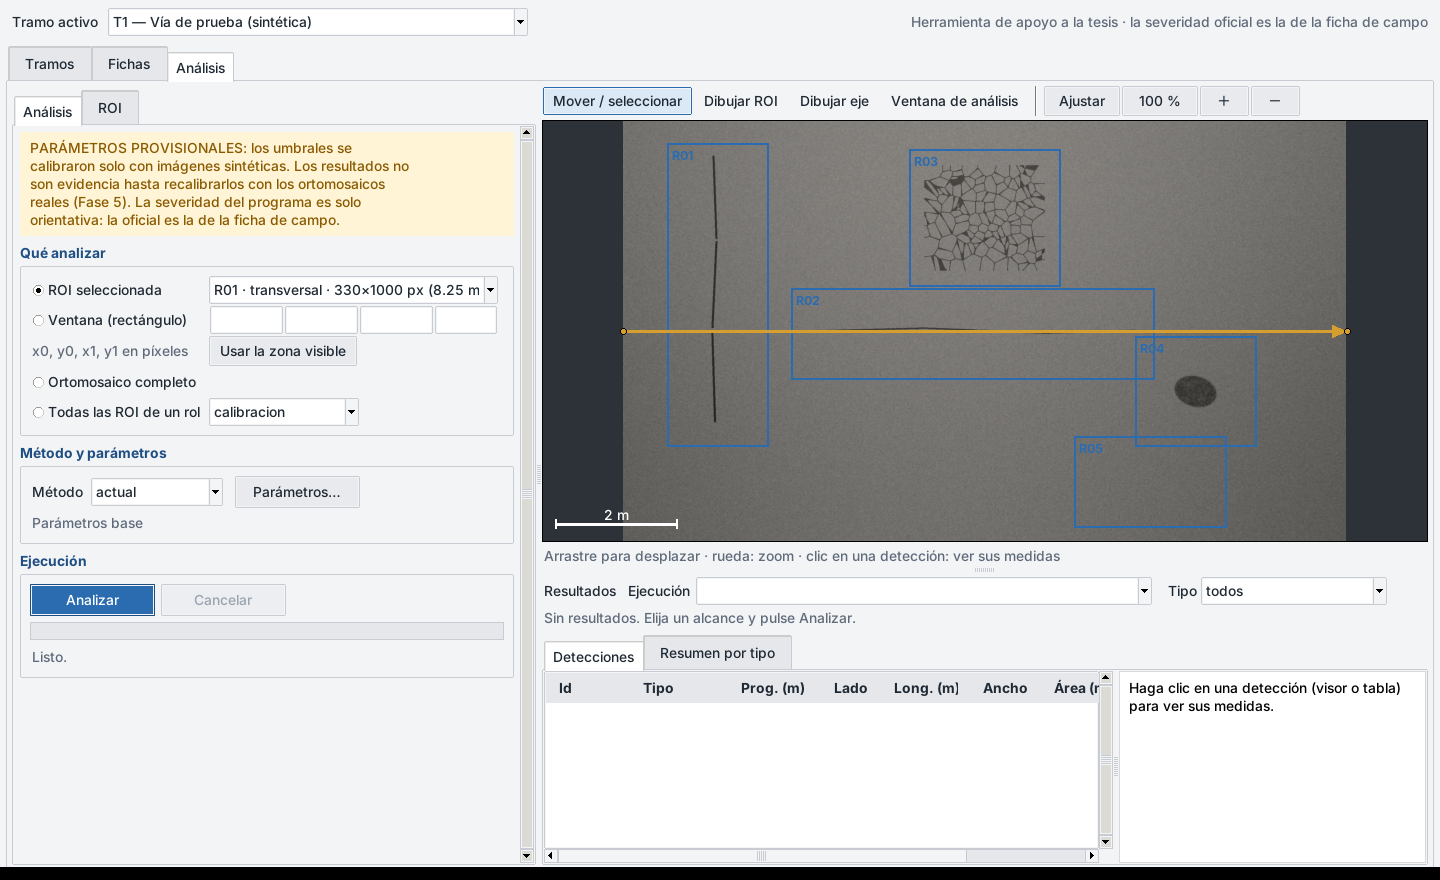 Tramo activo
T1 — Vía de prueba (sintética)
Herramienta de apoyo a la tesis · la severidad oficial es la de la ficha de campo
Tramos
Fichas
Análisis
Análisis
ROI
PARÁMETROS PROVISIONALES: los umbrales se
calibraron solo con imágenes sintéticas. Los resultados no
son evidencia hasta recalibrarlos con los ortomosaicos
reales (Fase 5). La severidad del programa es solo
orientativa: la oficial es la de la ficha de campo.
Qué analizar
ROI seleccionada
R01 · transversal · 330×1000 px (8.25 m
Ventana (rectángulo)
x0, y0, x1, y1 en píxeles
Usar la zona visible
Ortomosaico completo
Todas las ROI de un rol
calibracion
Método y parámetros
Método
actual
Parámetros...
Parámetros base
Ejecución
Analizar
Cancelar
Listo.
Mover / seleccionar
Dibujar ROI
Dibujar eje
Ventana de análisis
Ajustar
100 %
+
−
R01
R03
R02
R04
R05
2 m
Arrastre para desplazar · rueda: zoom · clic en una detección: ver sus medidas
Resultados
Ejecución
Tipo
todos
Sin resultados. Elija un alcance y pulse Analizar.
Detecciones
Resumen por tipo
Id
Tipo
Prog. (m)
Lado
Long. (m)
Ancho
Área (r
Haga clic en una detección (visor o tabla)
para ver sus medidas.